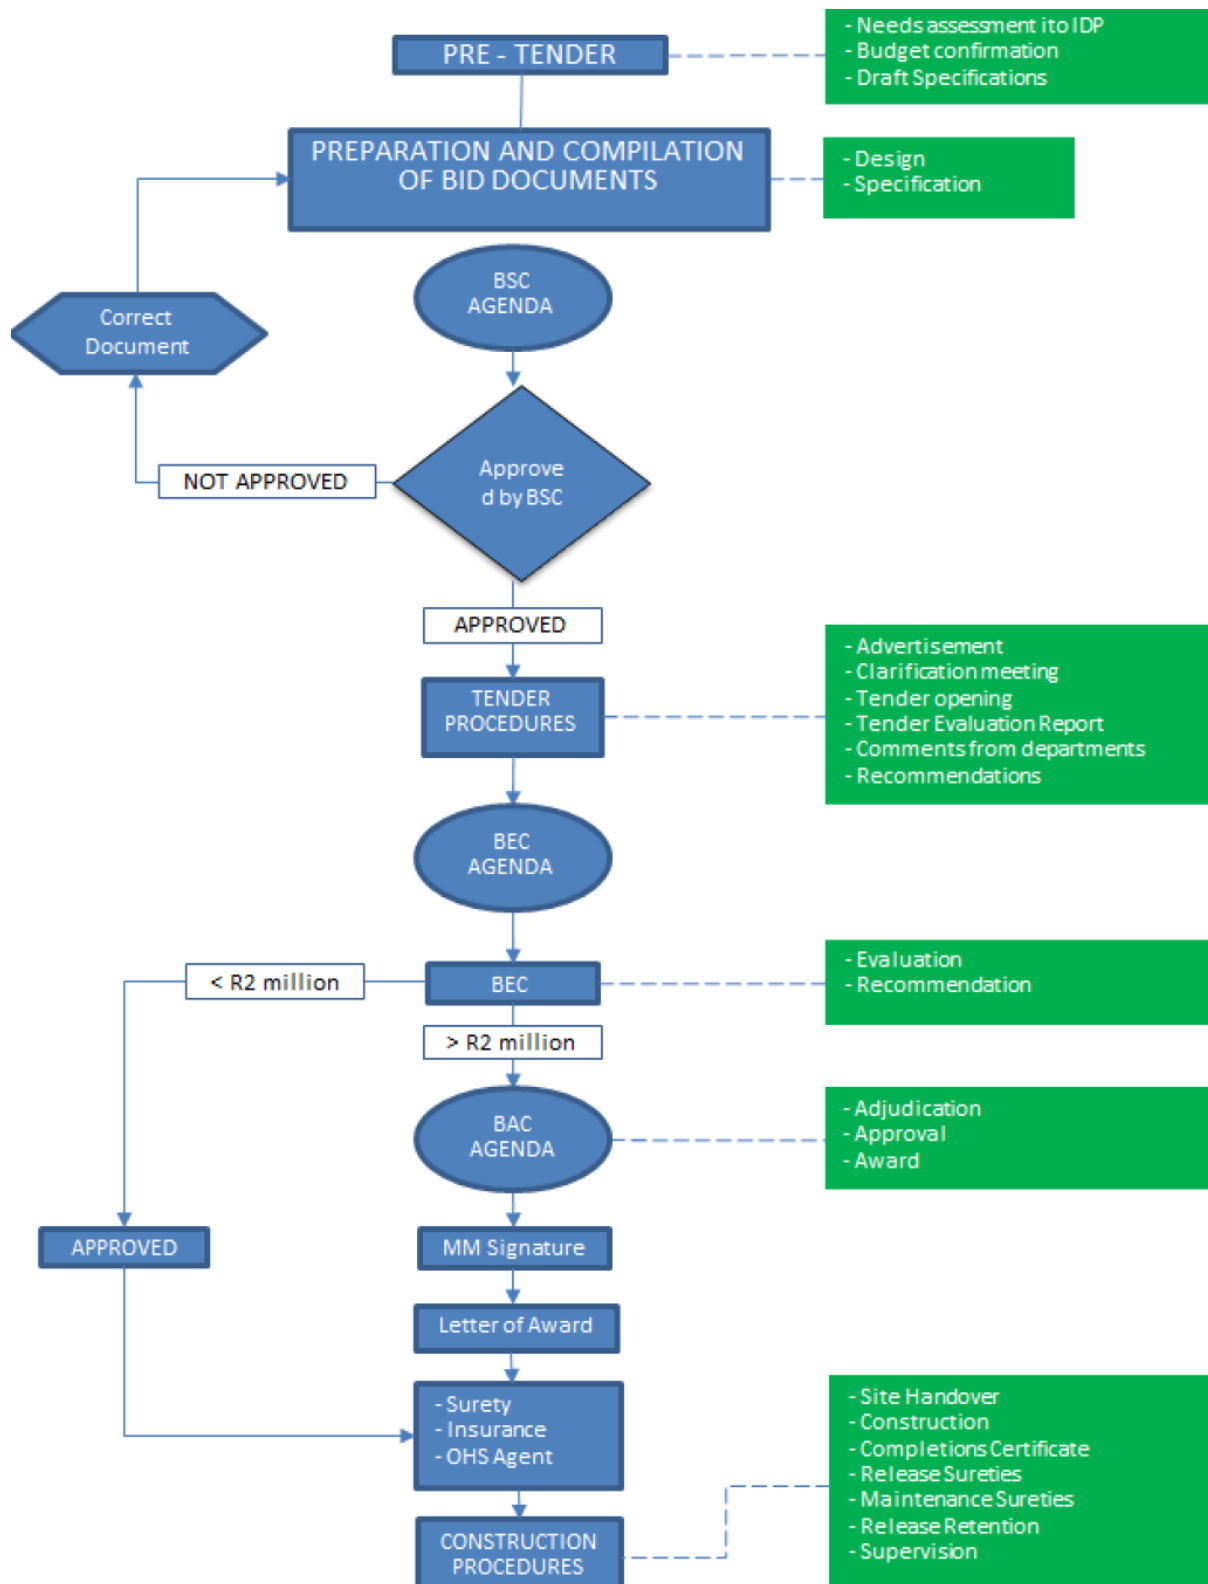 PRE - TENDER
- Needs assessment ito IDP
- Budget confirmation
- Draft Specifications
PREPARATION AND COMPILATION
OF BID DOCUMENTS
- Design
- Specification
BSC
AGENDA
Correct
Document
Approve
d by BSC
NOT APPROVED
APPROVED
TENDER
PROCEDURES
- Advertisement
- Clarification meeting
- Tender opening
- Tender Evaluation Report
- Comments from departments
- Recommendations
BEC
AGENDA
< R2 million
BEC
- Evaluation
- Recommendation
> R2 million
BAC
AGENDA
- Adjudication
- Approval
- Award
APPROVED
MM Signature
Letter of Award
- Surety
- Insurance
- OHS Agent
- Site Handover
- Construction
- Completions Certificate
- Release Sureties
- Maintenance Sureties
- Release Retention
- Supervision
CONSTRUCTION
PROCEDURES